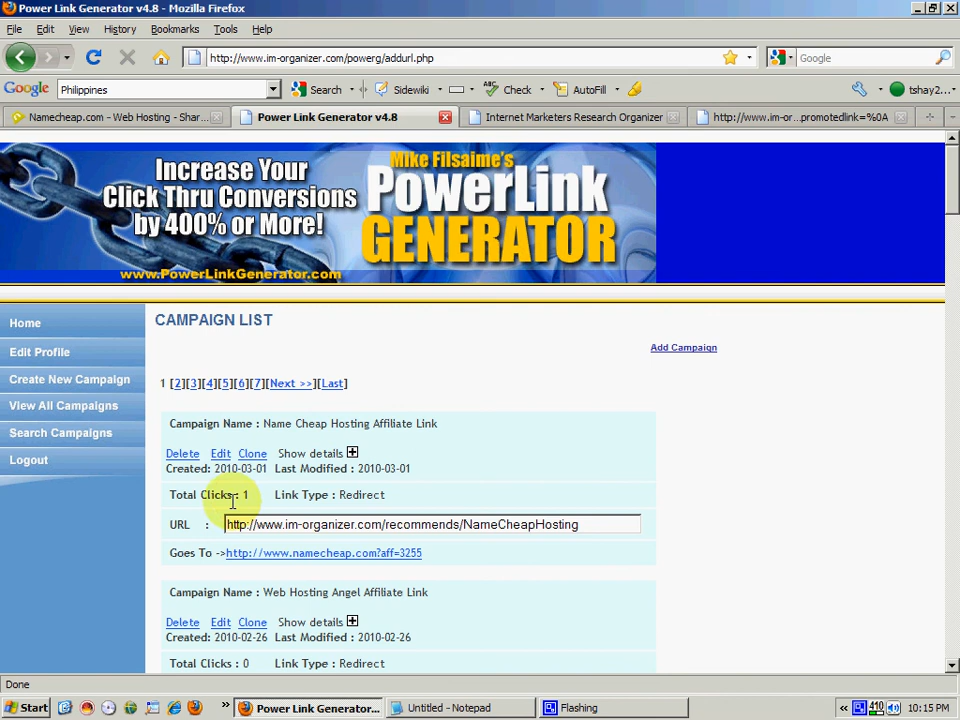 Power Link Generator v4.8 - Mozilla Firefox
File Edit View History Bookmarks Tools Help
http://www.im-organizer.com/powerg/addurl.php
Google
Google Philippines Search Sidewiki Check AutoFill tshay2...
Namecheap.com - Web Hosting - Shar... Power Link Generator v4.8 Internet Marketers Research Organizer http://www.im-or...promotedlink=%0A
Increase Your
Click Thru Conversions
by 400% or More!
www.PowerLinkGenerator.com
Mike Filsaime's
PowerLink
GENERATOR
Home
Edit Profile
Create New Campaign
View All Campaigns
Search Campaigns
Logout
CAMPAIGN LIST
Add Campaign
1 [2][3][4][5][6][7][Next >>][Last]
Campaign Name : Name Cheap Hosting Affiliate Link
Delete Edit Clone Show details
Created: 2010-03-01 Last Modified : 2010-03-01
Total Clicks : 1 Link Type : Redirect
URL : http://www.im-organizer.com/recommends/NameCheapHosting
Goes To ->http://www.namecheap.com?aff=3255
Campaign Name : Web Hosting Angel Affiliate Link
Delete Edit Clone Show details
Created: 2010-02-26 Last Modified : 2010-02-26
Total Clicks : 0 Link Type : Redirect
Done
Start Power Link Generator... Untitled - Notepad Flashing 410 10:15 PM